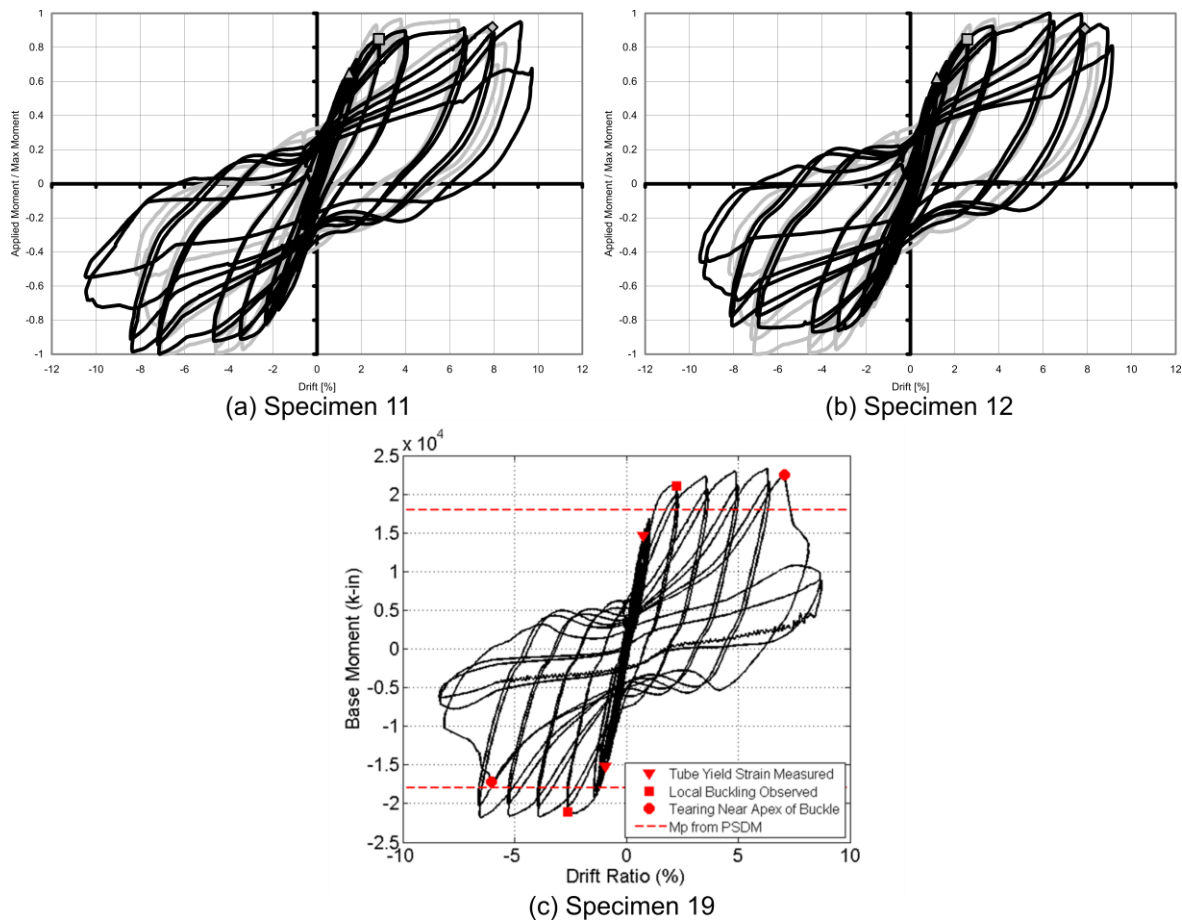 1
0.8
0.6
0.4
0.2
0
-0.2
-0.4
-0.6
-0.8
-1
Applied Moment / Max Moment
-12 -10 -8 -6 -4 -2 0 2 4 6 8 10 12
Drift [%]
(a) Specimen 11
1
0.8
0.6
0.4
0.2
0
-0.2
-0.4
-0.6
-0.8
-1
Applied Moment / Max Moment
-12 -10 -8 -6 -4 -2 0 2 4 6 8 10 12
Drift [%]
(b) Specimen 12
x 10^4
2.5
2
1.5
1
0.5
0
-0.5
-1
-1.5
-2
-2.5
Base Moment (k-in)
-10 -5 0 5 10
Drift Ratio (%)
Tube Yield Strain Measured
Local Buckling Observed
Tearing Near Apex of Buckle
Mp from PSDM
(c) Specimen 19